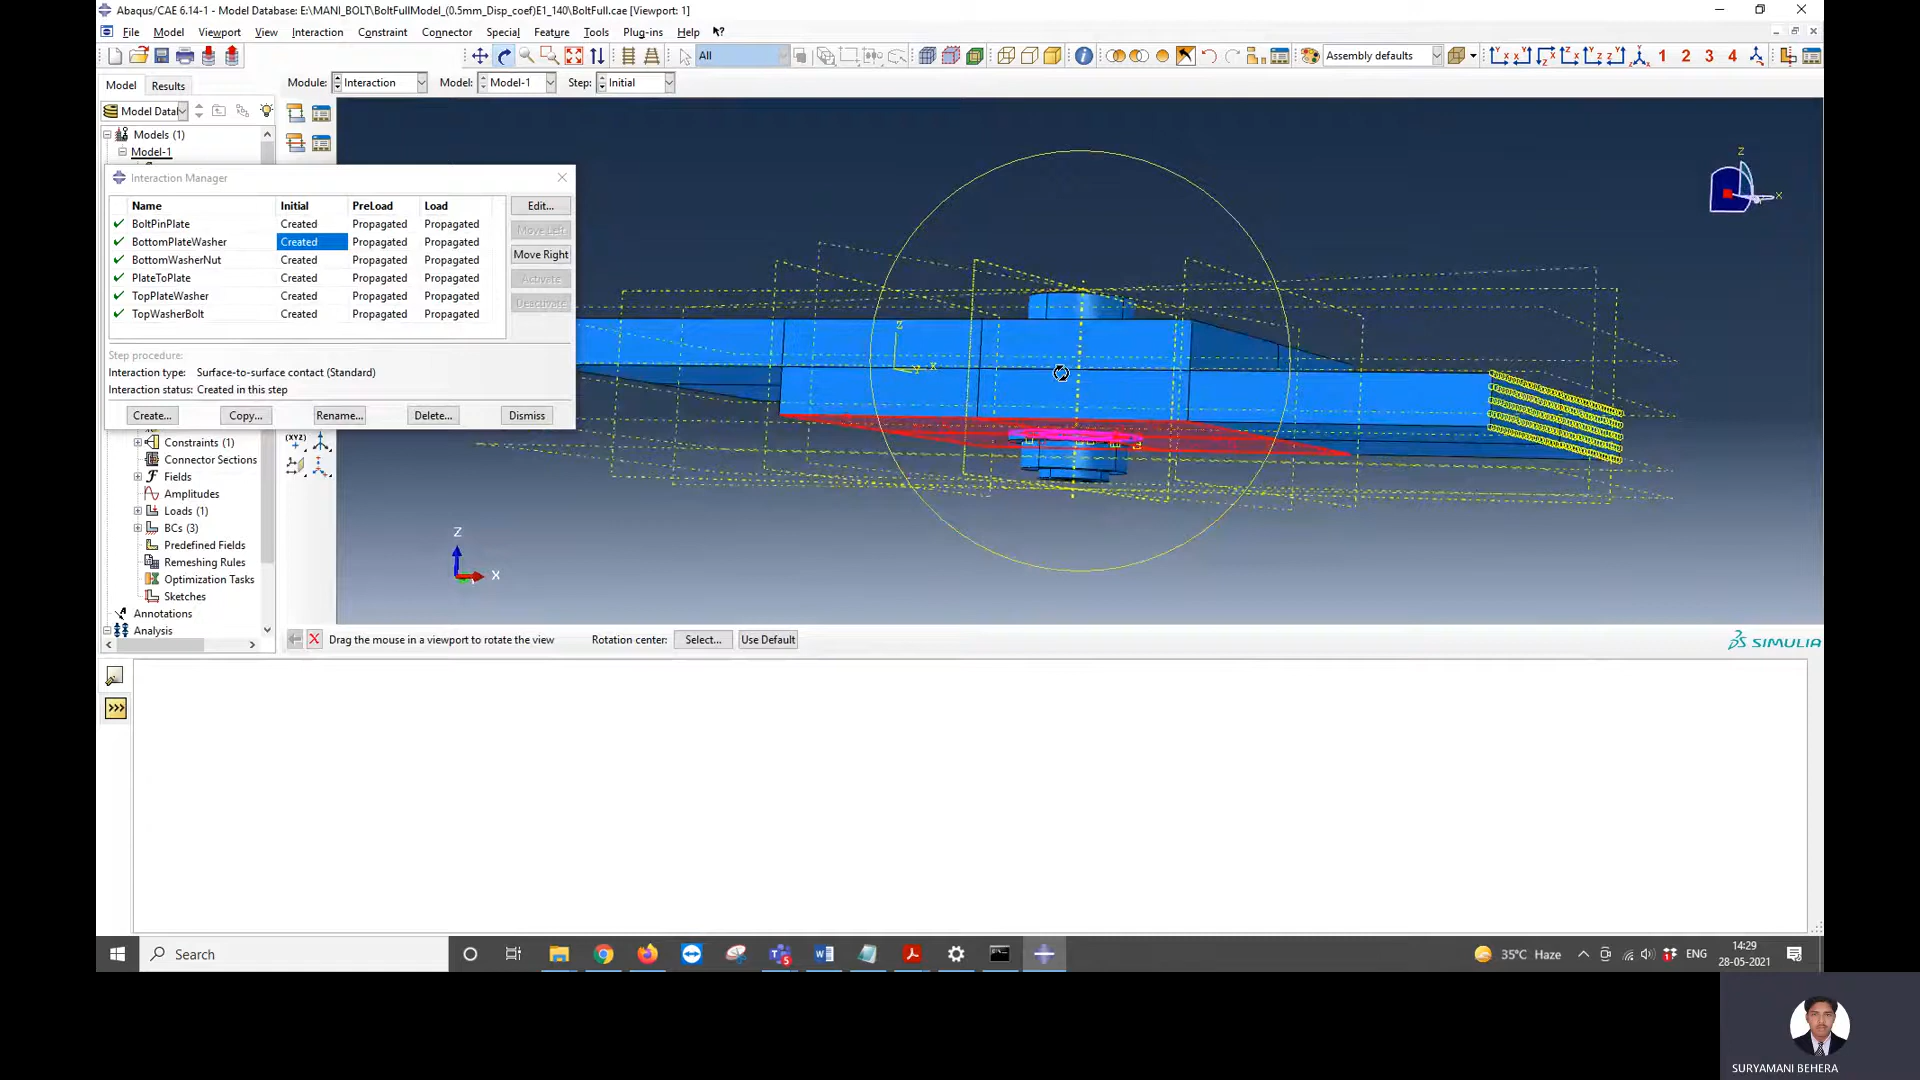 Abaqus/CAE 6.14-1 - Model Database: E:\MANI_BOLT\BoltFullModel_(0.5mm_Disp_coef)E1_140\BoltFull.cae [Viewport: 1]
File Model Viewport View Interaction Constraint Connector Special Feature Tools Plug-ins Help
All Assembly defaults 1 2 3 4
Model Results Module: Interaction Model: Model-1 Step: Initial
Model Datal
Models (1)
Model-1
Interaction Manager
Name Initial PreLoad Load Edit...
BoltPinPlate Created Propagated Propagated Move Left
BottomPlateWasher Created Propagated Propagated
BottomWasherNut Created Propagated Propagated Move Right
PlateToPlate Created Propagated Propagated Activate
TopPlateWasher Created Propagated Propagated Deactivate
TopWasherBolt Created Propagated Propagated
Step procedure:
Interaction type: Surface-to-surface contact (Standard)
Interaction status: Created in this step
Create... Copy... Rename... Delete... Dismiss
Constraints (1)
Connector Sections
Fields
Amplitudes
Loads (1)
BCs (3)
Predefined Fields
Remeshing Rules
Optimization Tasks
Sketches
Annotations
Analysis
(XYZ)
Z
X
Z
X
Y
Z
X
Drag the mouse in a viewport to rotate the view Rotation center: Select... Use Default
SIMULIA
>>>
Search
35°C Haze ENG 14:29
28-05-2021
SURYAMANI BEHERA